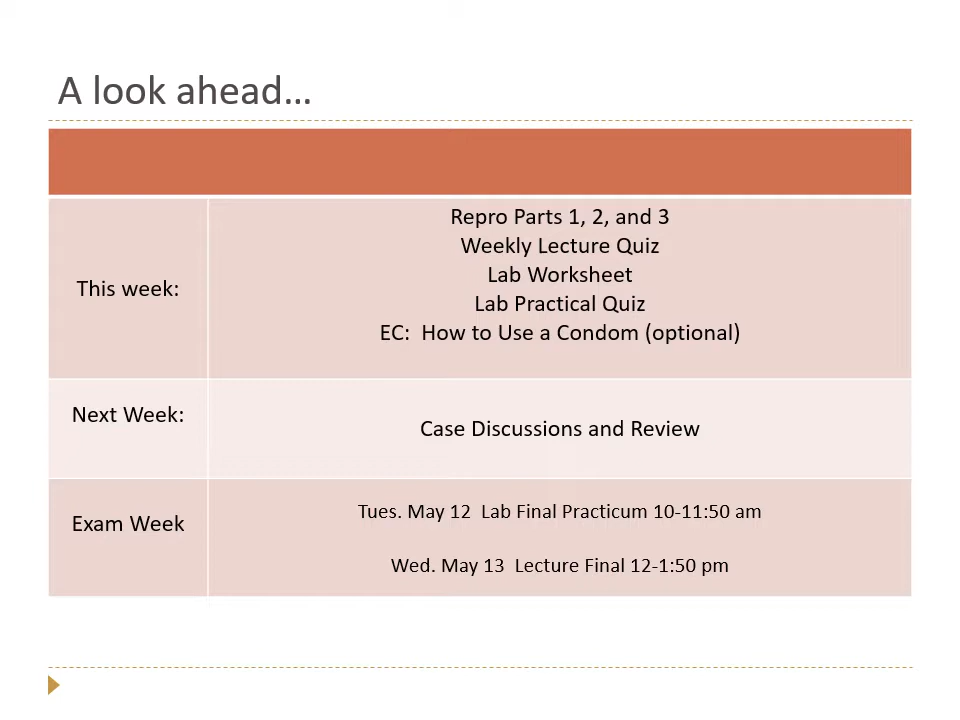 A look ahead…
This week:
Repro Parts 1, 2, and 3
Weekly Lecture Quiz
Lab Worksheet
Lab Practical Quiz
EC:  How to Use a Condom (optional)
Next Week:
Case Discussions and Review
Exam Week
Tues. May 12  Lab Final Practicum 10-11:50 am
Wed. May 13  Lecture Final 12-1:50 pm